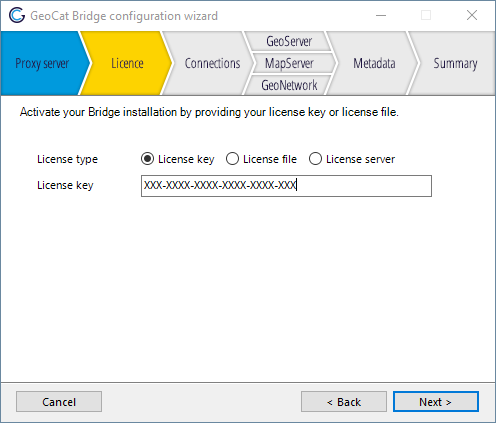 GeoCat Bridge configuration wizard
Proxy server
Licence
Connections
GeoServer
MapServer
GeoNetwork
Metadata
Summary
Activate your Bridge installation by providing your license key or license file.
License type License key License file License server
License key XXX-XXXX-XXXX-XXXX-XXXX-XXX
Cancel < Back Next >